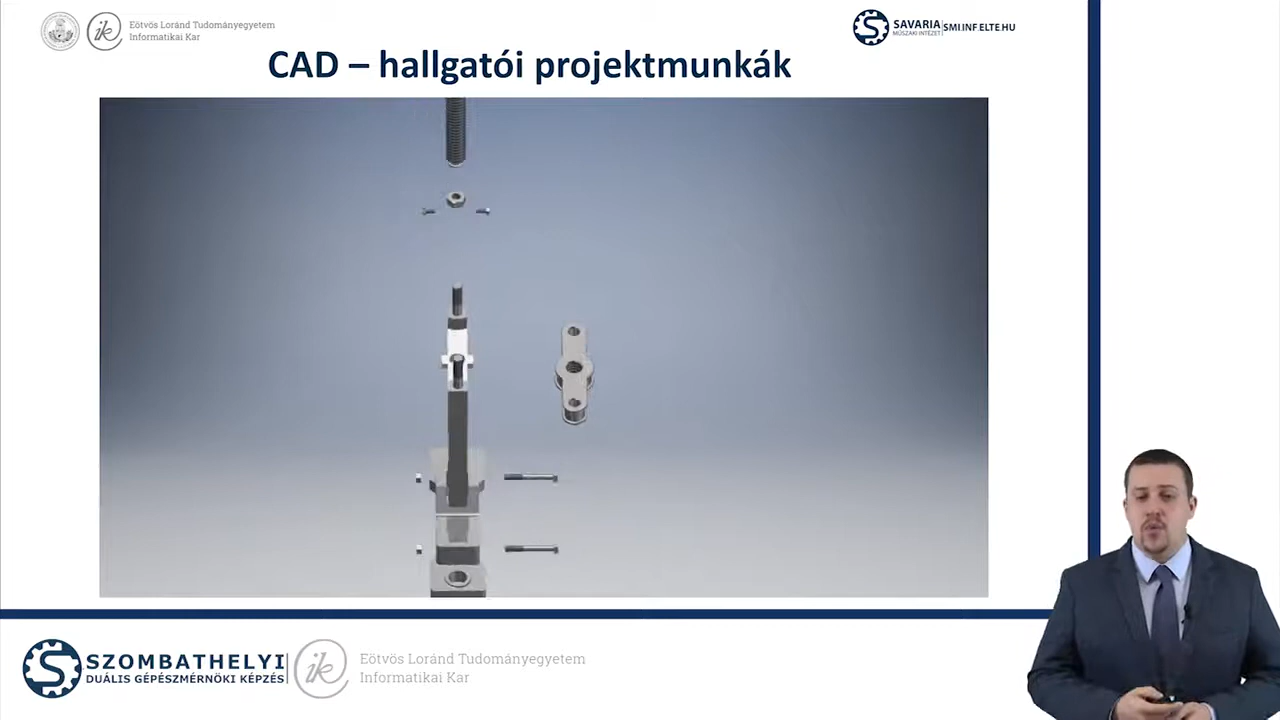 Eötvös Loránd Tudományegyetem
Informatikai Kar
SAVARIA
MŰSZAKI INTÉZET
SMI.INF.ELTE.HU
CAD – hallgatói projektmunkák
SZOMBATHELYI
DUÁLIS GÉPÉSZMÉRNÖKI KÉPZÉS
Eötvös Loránd Tudományegyetem
Informatikai Kar